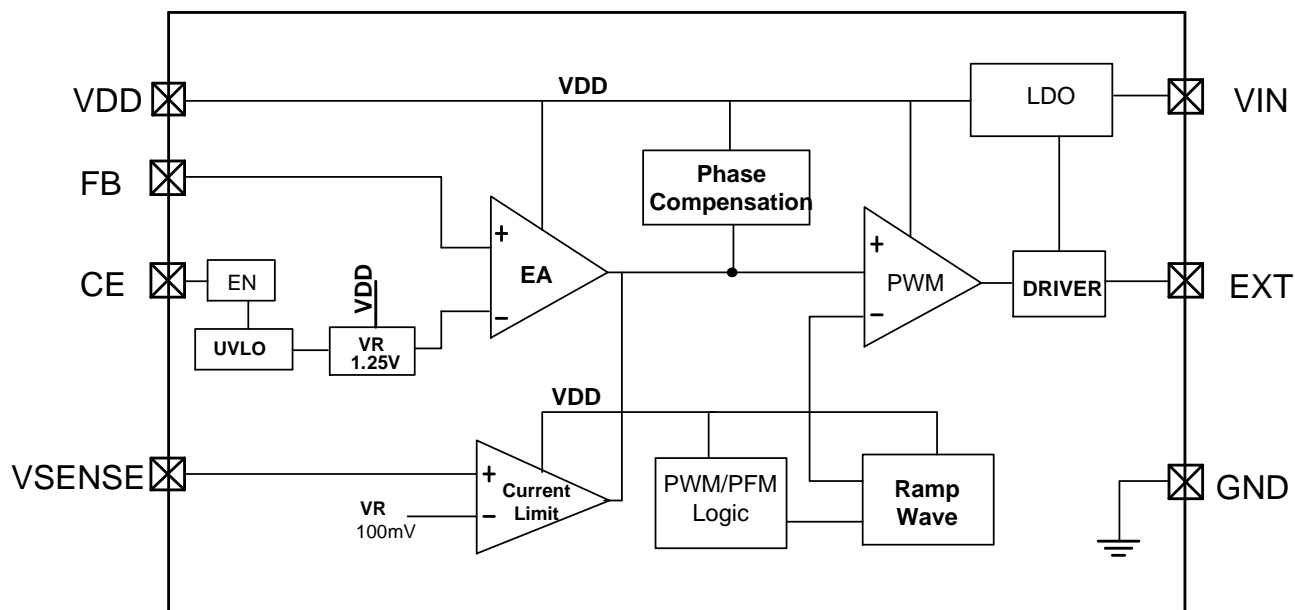 VDD
VDD
LDO
VIN
FB
Phase
Compensation
+
EA
−
+
PWM
−
CE
EN
VDD
DRIVER
EXT
UVLO
VR
1.25V
VDD
VSENSE
+
Current
Limit
−
VR
100mV
PWM/PFM
Logic
Ramp
Wave
GND